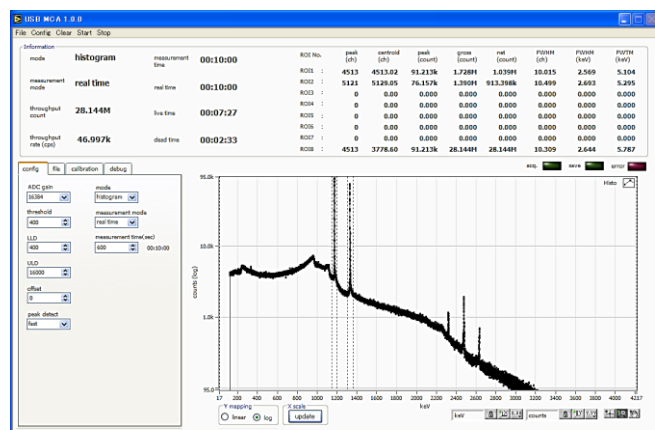 USB MCA 1.0.0
File Config Clear Start Stop
Information
mode histogram measurement time 00:10:00
measurement mode real time real time 00:10:00
throughput count 28.144M live time 00:07:27
throughput rate (cps) 46.997k dead time 00:02:33
ROI No. peak (ch) centroid (ch) peak (count) gross (count) net (count) FWHM (ch) FWHM (keV) FWTM (keV)
ROI1 : 4513 4513.02 91.213k 1.728M 1.039M 10.015 2.569 5.104
ROI2 : 5121 5129.05 76.157k 1.390M 913.398k 10.499 2.693 5.295
ROI3 : 0 0.00 0.000 0.000 0.000 0.000 0.000 0.000
ROI4 : 0 0.00 0.000 0.000 0.000 0.000 0.000 0.000
ROI5 : 0 0.00 0.000 0.000 0.000 0.000 0.000 0.000
ROI6 : 0 0.00 0.000 0.000 0.000 0.000 0.000 0.000
ROI7 : 0 0.00 0.000 0.000 0.000 0.000 0.000 0.000
ROI8 : 4513 3778.60 91.213k 28.144M 28.144M 10.309 2.644 5.787
acq. save error
config file calibration debug
ADC gain mode
16384 histogram
threshold measurement mode
400 real time
LLD measurement time(sec)
400 600 00:10:00
ULD
16000
offset
0
peak detect
fast
Histo
95.0k
10.0k
1.0k
95.0
counts (log)
17 200 400 600 800 1000 1200 1400 1600 1800 2000 2200 2400 2600 2800 3000 3200 3400 3600 3800 4000 4217
keV
Y mapping
linear log
X scale
update
keV counts